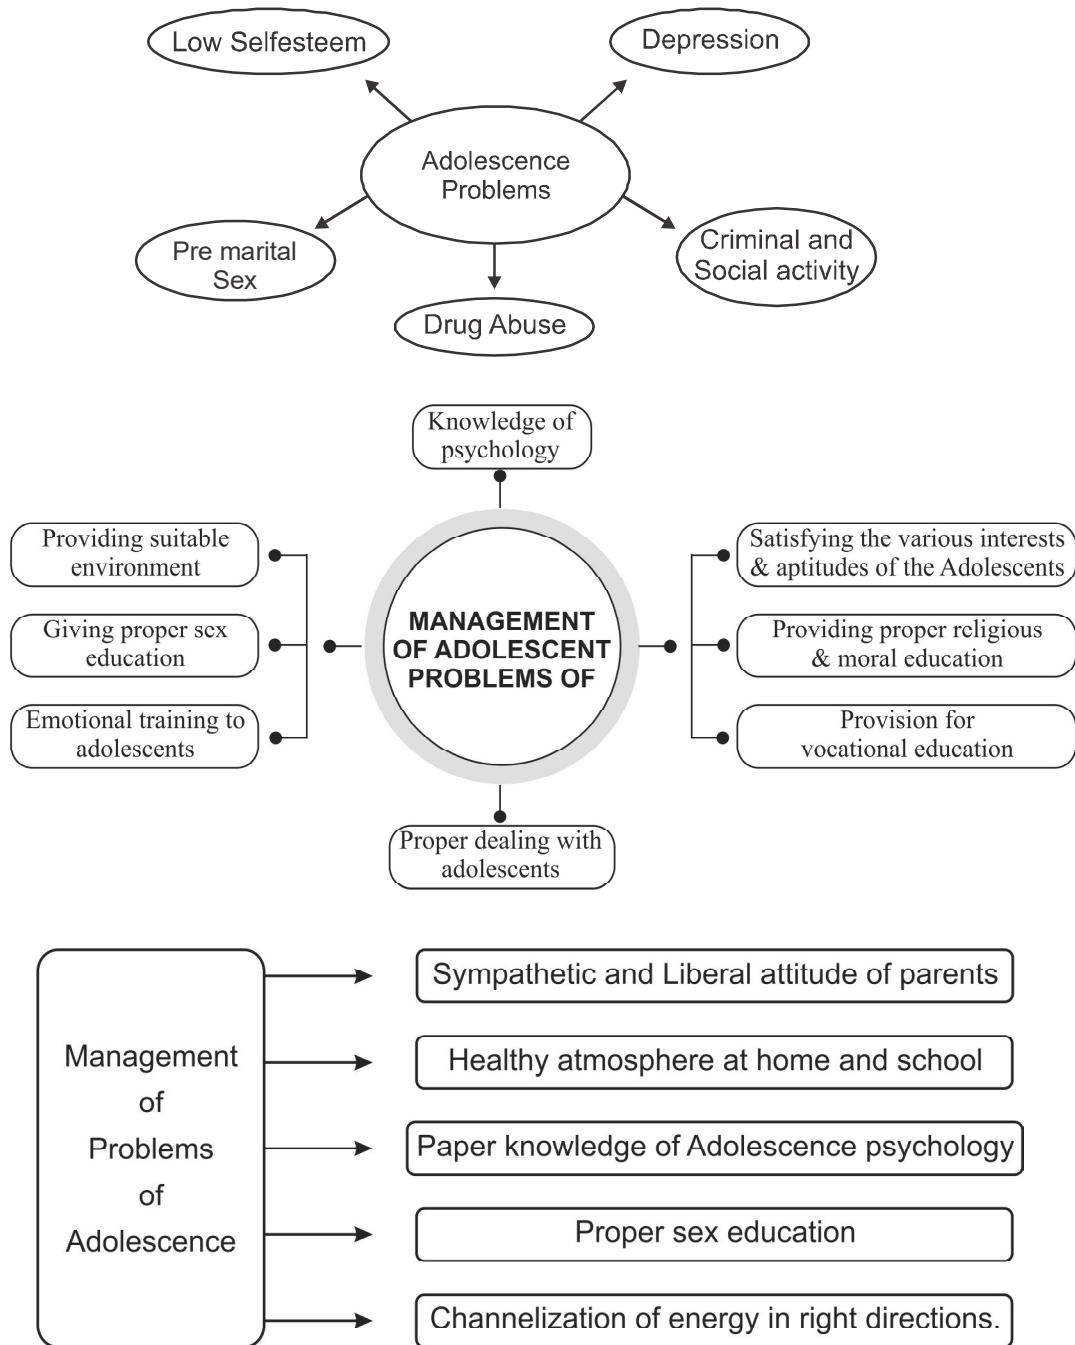 Low Selfesteem
Depression
Adolescence
Problems
Pre marital
Sex
Criminal and
Social activity
Drug Abuse
Knowledge of
psychology
Providing suitable
environment
Giving proper sex
education
Emotional training to
adolescents
MANAGEMENT
OF ADOLESCENT
PROBLEMS OF
Satisfying the various interests
& aptitudes of the Adolescents
Providing proper religious
& moral education
Provision for
vocational education
Proper dealing with
adolescents
Management
of
Problems
of
Adolescence
Sympathetic and Liberal attitude of parents
Healthy atmosphere at home and school
Paper knowledge of Adolescence psychology
Proper sex education
Channelization of energy in right directions.